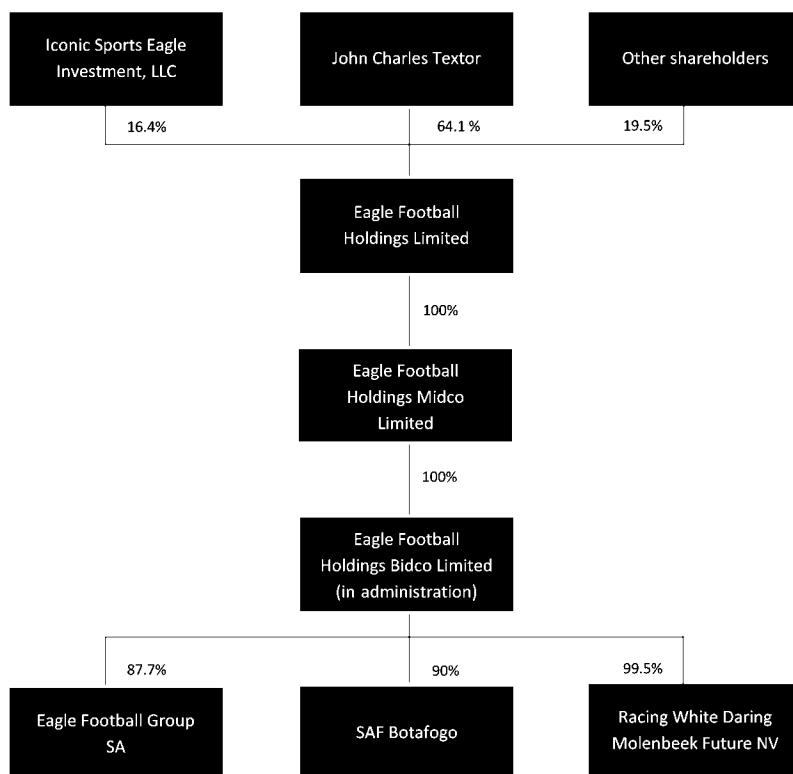 Iconic Sports Eagle
Investment, LLC
John Charles Textor
Other shareholders
16.4%
64.1 %
19.5%
Eagle Football
Holdings Limited
100%
Eagle Football
Holdings Midco
Limited
100%
Eagle Football
Holdings Bidco Limited
(in administration)
87.7%
90%
99.5%
Eagle Football Group
SA
SAF Botafogo
Racing White Daring
Molenbeek Future NV